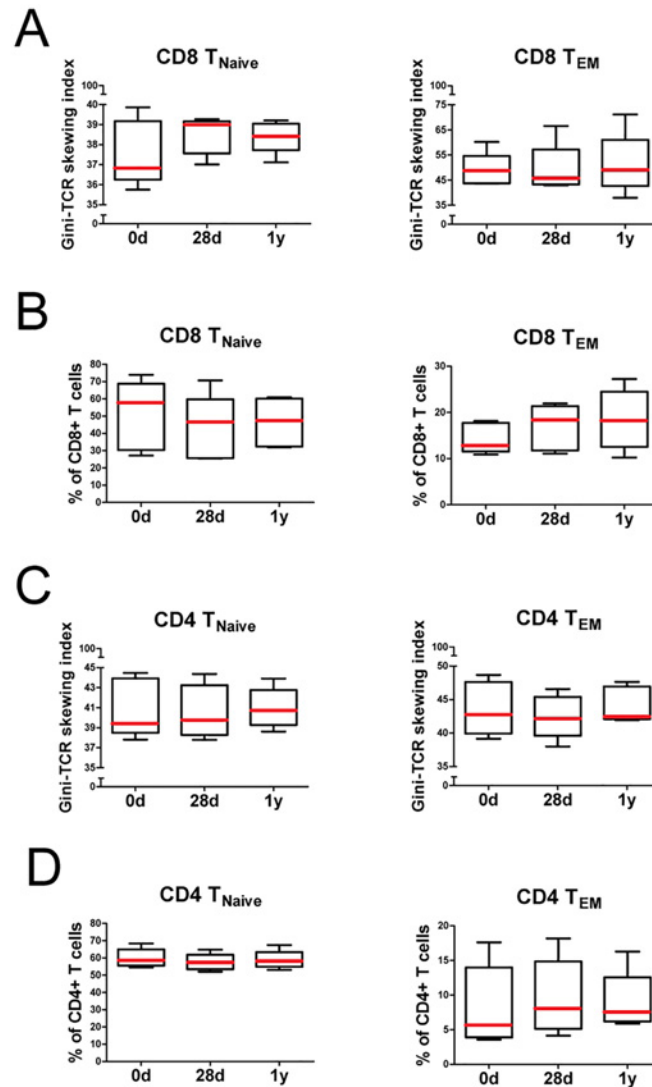 A
CD8 TNaive
Gini-TCR skewing index
100
40
39
37
36
35
0
0d 28d 1y
CD8 TEM
Gini-TCR skewing index
100
75
65
55
45
35
0
0d 28d 1y
B
CD8 TNaive
% of CD8+ T cells
80
70
60
50
40
30
20
10
0
0d 28d 1y
CD8 TEM
% of CD8+ T cells
30
20
10
0
0d 28d 1y
C
CD4 TNaive
Gini-TCR skewing index
100
45
43
41
39
37
35
0
0d 28d 1y
CD4 TEM
Gini-TCR skewing index
100
50
45
40
35
0
0d 28d 1y
D
CD4 TNaive
% of CD4+ T cells
80
70
60
50
40
30
20
10
0
0d 28d 1y
CD4 TEM
% of CD4+ T cells
20
15
10
5
0
0d 28d 1y